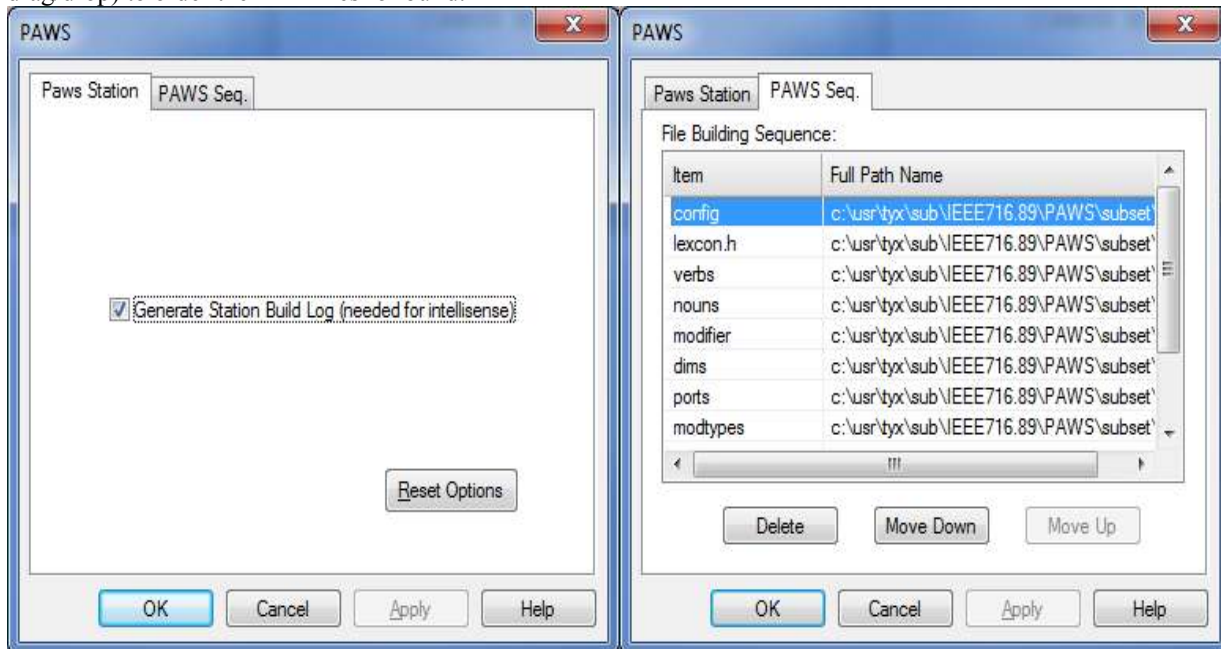 PAWS
Paws Station
PAWS Seq.
Generate Station Build Log (needed for intellisense)
Reset Options
OK
Cancel
Apply
Help
PAWS
Paws Station
PAWS Seq.
File Building Sequence:
Item Full Path Name
config c:\usr\tyx\sub\IEEE716.89\PAWS\subset\
lexcon.h c:\usr\tyx\sub\IEEE716.89\PAWS\subset\
verbs c:\usr\tyx\sub\IEEE716.89\PAWS\subset\
nouns c:\usr\tyx\sub\IEEE716.89\PAWS\subset\
modifier c:\usr\tyx\sub\IEEE716.89\PAWS\subset\
dims c:\usr\tyx\sub\IEEE716.89\PAWS\subset\
ports c:\usr\tyx\sub\IEEE716.89\PAWS\subset\
modtypes c:\usr\tyx\sub\IEEE716.89\PAWS\subset\
Delete
Move Down
Move Up
OK
Cancel
Apply
Help